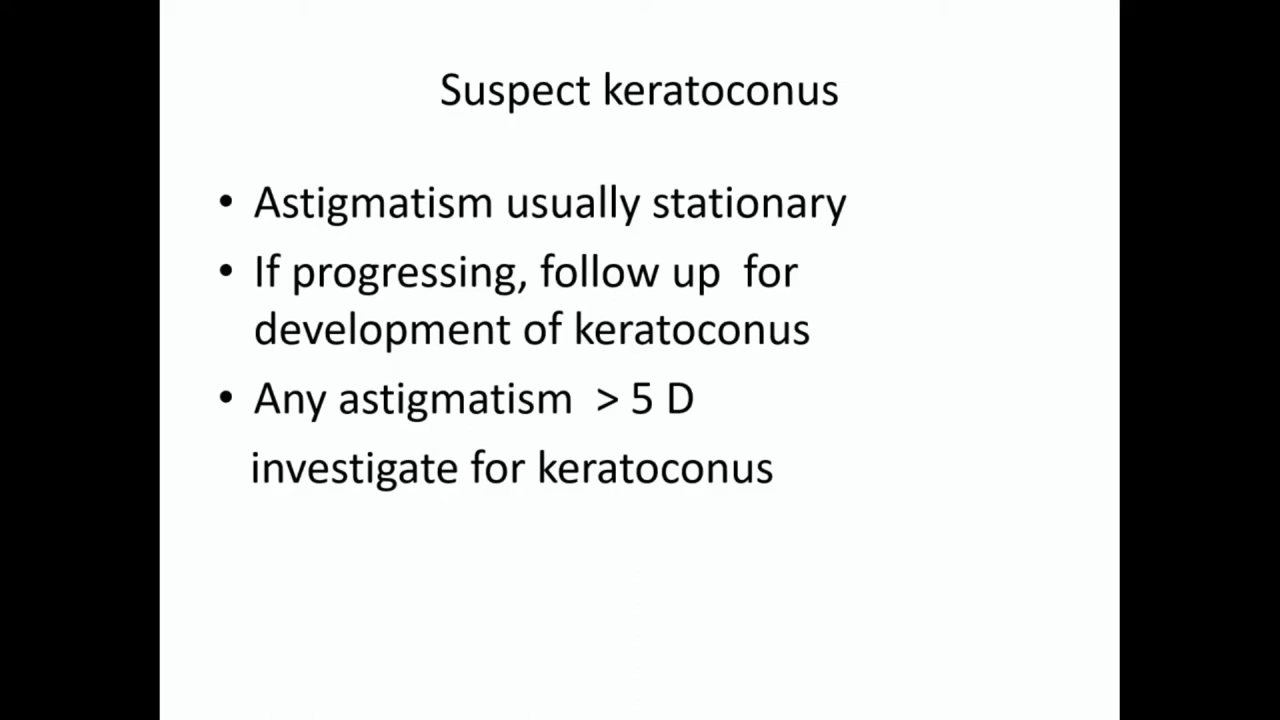 Suspect keratoconus
• Astigmatism usually stationary
• If progressing, follow up for
development of keratoconus
• Any astigmatism > 5 D
investigate for keratoconus